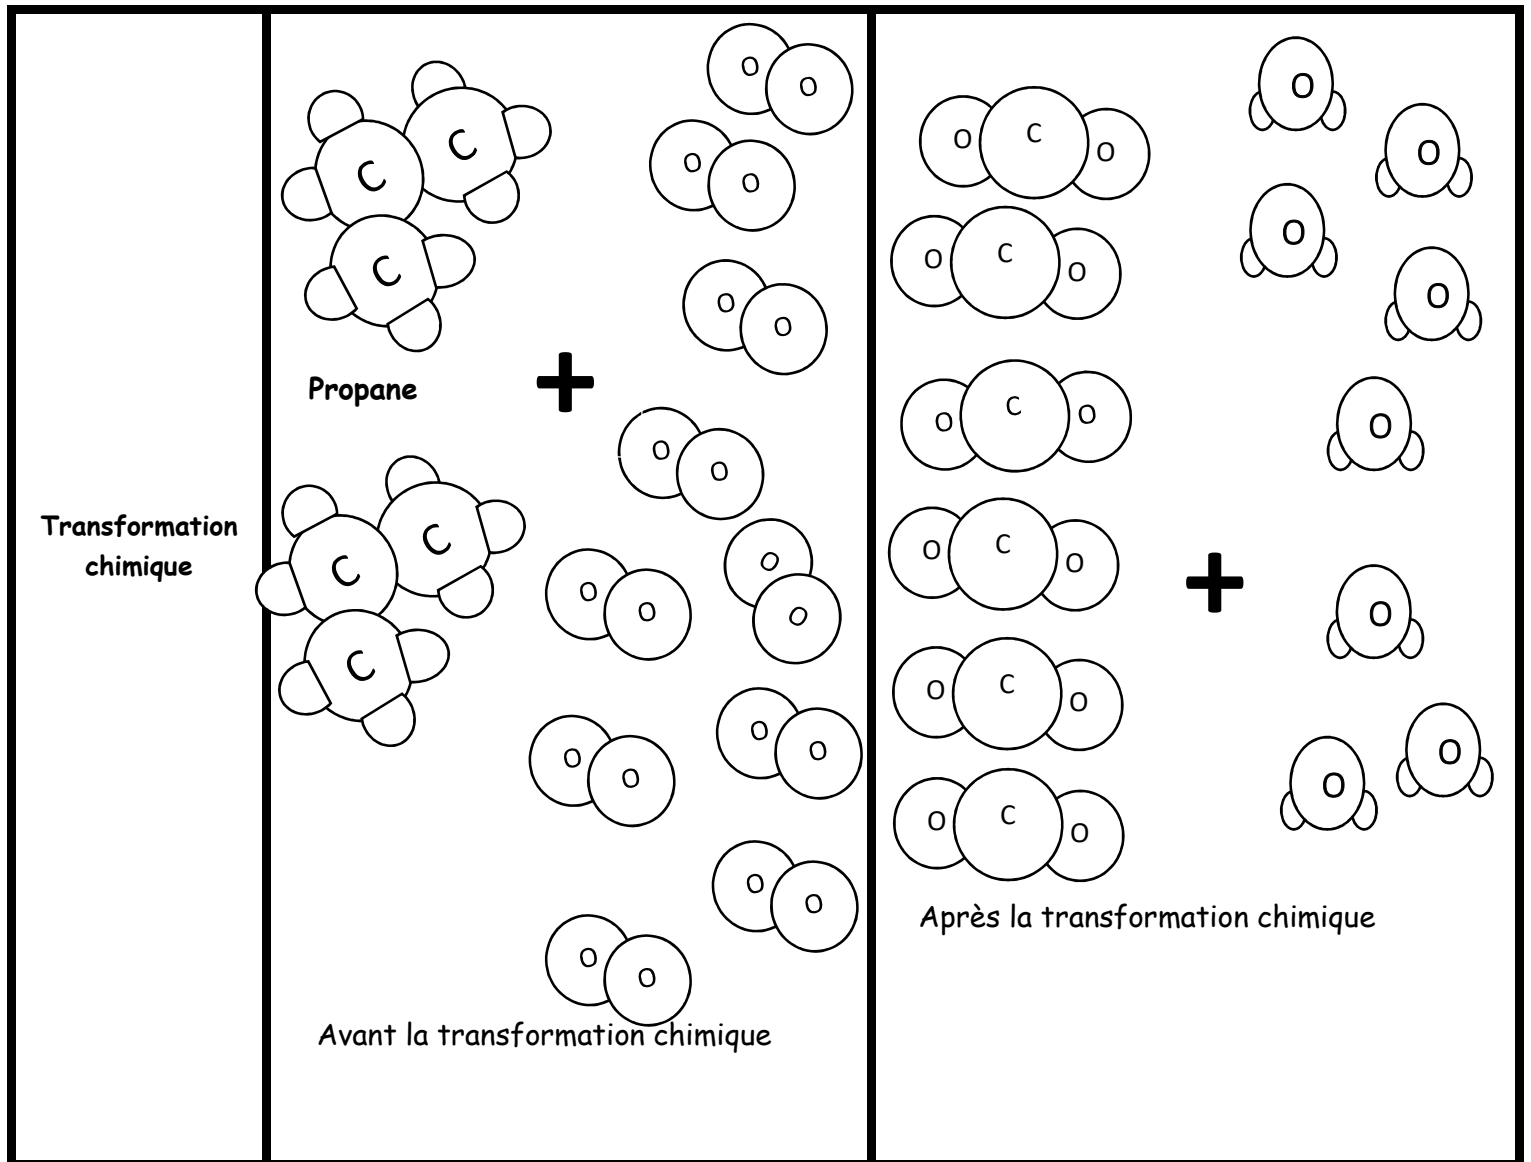 Transformation
chimique
C
C
C
Propane
C
C
C
+
O O
O O
O O
O O
O O
O O
O O
O O
O O
O O
Avant la transformation chimique
O C O
O C O
O C O
O C O
O C O
O C O
+
O
O
O
O
O
O
O
O
Après la transformation chimique